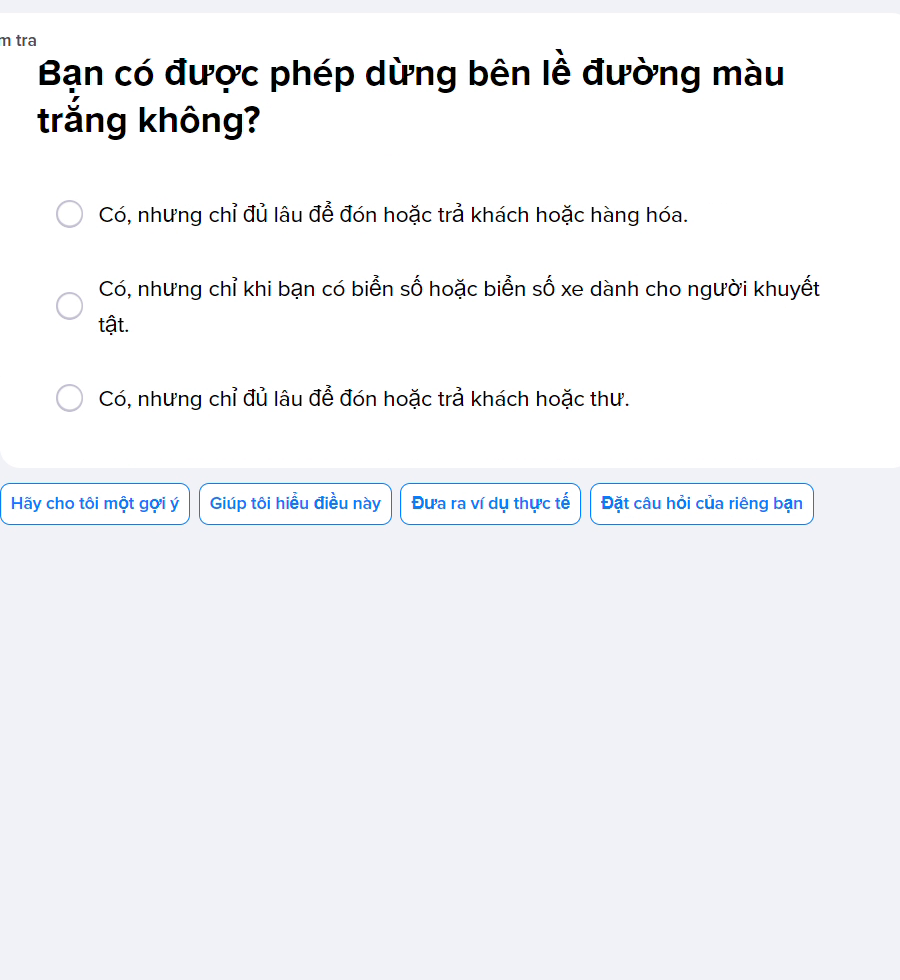 m tra
Bạn có được phép dừng bên lề đường màu
trắng không?
Có, nhưng chỉ đủ lâu để đón hoặc trả khách hoặc hàng hóa.
Có, nhưng chỉ khi bạn có biển số hoặc biển số xe dành cho người khuyết
tật.
Có, nhưng chỉ đủ lâu để đón hoặc trả khách hoặc thư.
Hãy cho tôi một gợi ý
Giúp tôi hiểu điều này
Đưa ra ví dụ thực tế
Đặt câu hỏi của riêng bạn